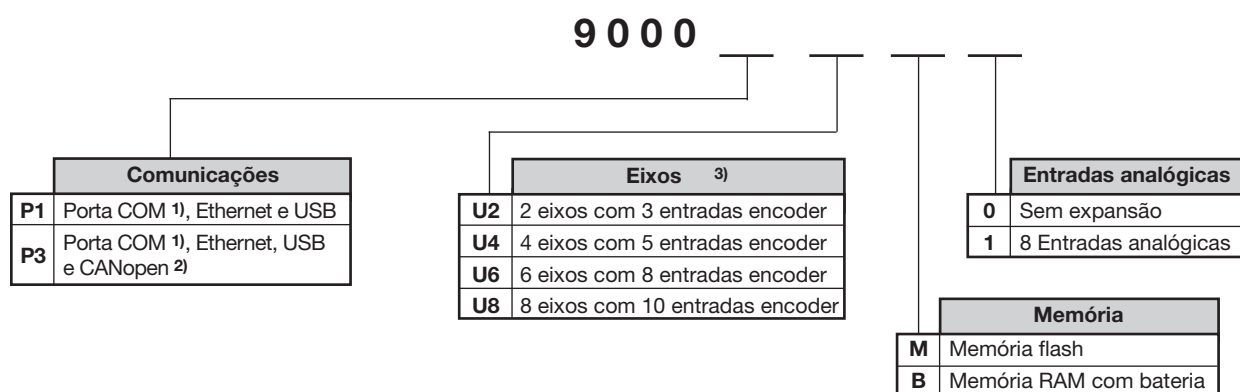 9000
Comunicações
P1 Porta COM 1), Ethernet e USB
P3 Porta COM 1), Ethernet, USB
e CANopen 2)
Eixos 3)
U2 2 eixos com 3 entradas encoder
U4 4 eixos com 5 entradas encoder
U6 6 eixos com 8 entradas encoder
U8 8 eixos com 10 entradas encoder
Entradas analógicas
0 Sem expansão
1 8 Entradas analógicas
Memória
M Memória flash
B Memória RAM com bateria